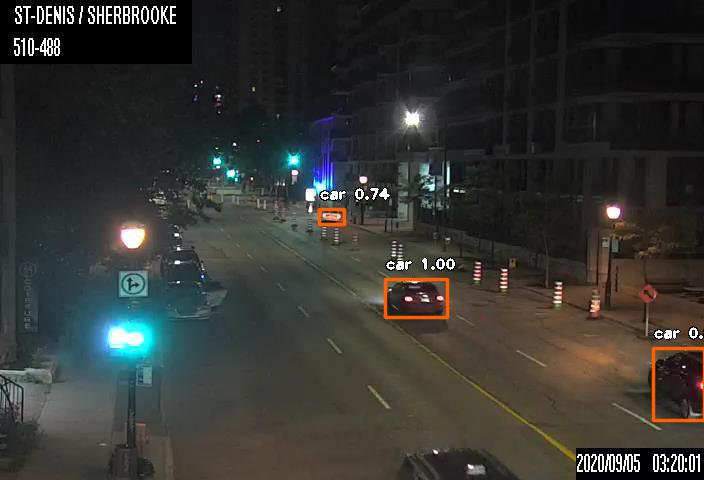 ST-DENIS / SHERBROOKE
510-488
car 0.74
car 1.00
car 0.
2020/09/05 03:20:01